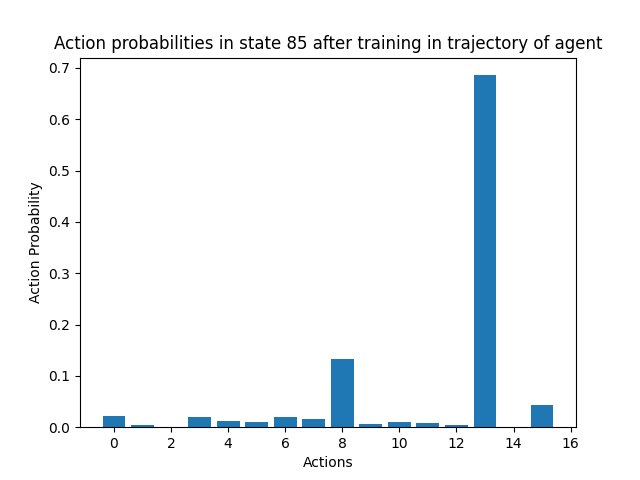 Action probabilities in state 85 after training in trajectory of agent
0.7
0.6
0.5
0.4
0.3
0.2
0.1
0.0
Action Probability
0 2 4 6 8 10 12 14 16
Actions